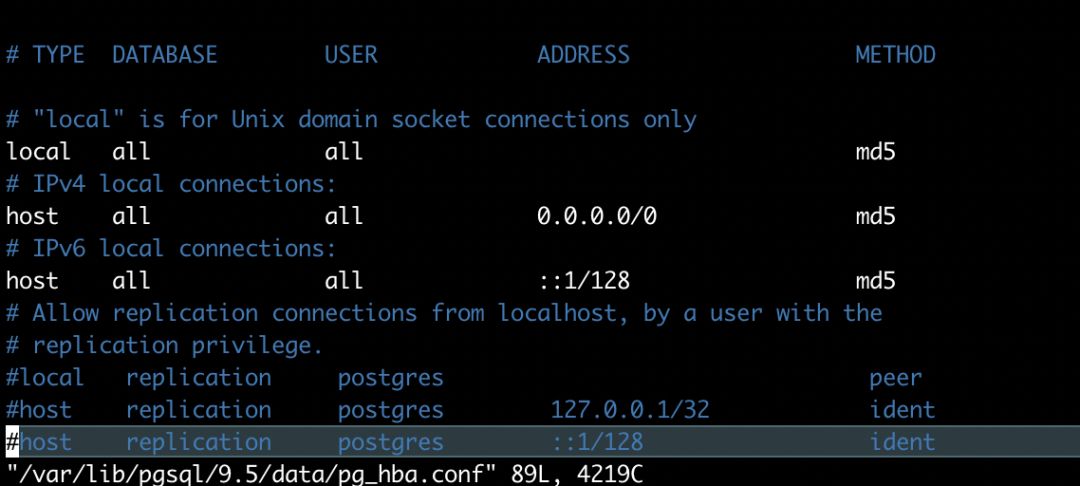 # TYPE  DATABASE        USER            ADDRESS                 METHOD
# "local" is for Unix domain socket connections only
local   all             all                                     md5
# IPv4 local connections:
host    all             all             0.0.0.0/0               md5
# IPv6 local connections:
host    all             all             ::1/128                 md5
# Allow replication connections from localhost, by a user with the
# replication privilege.
#local   replication     postgres                                peer
#host    replication     postgres        127.0.0.1/32            ident
#host    replication     postgres        ::1/128                 ident
"/var/lib/pgsql/9.5/data/pg_hba.conf" 89L, 4219C